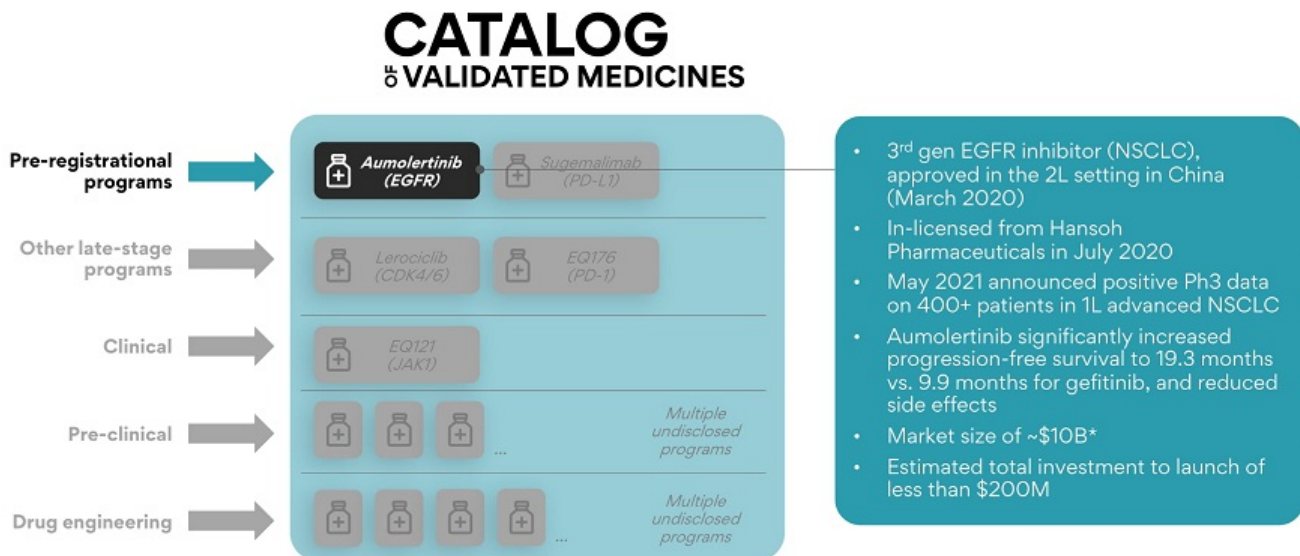 CATALOG
OF VALIDATED MEDICINES
Pre-registrational
programs
Aumolertinib
(EGFR)
Sugemalimab
(PD-L1)
Other late-stage
programs
Lerociclib
(CDK4/6)
EQ176
(PD-1)
Clinical
EQ121
(JAK1)
Pre-clinical
...
Multiple
undisclosed
programs
Drug engineering
...
Multiple
undisclosed
programs
• 3rd gen EGFR inhibitor (NSCLC),
approved in the 2L setting in China
(March 2020)
• In-licensed from Hansoh
Pharmaceuticals in July 2020
• May 2021 announced positive Ph3 data
on 400+ patients in 1L advanced NSCLC
• Aumolertinib significantly increased
progression-free survival to 19.3 months
vs. 9.9 months for gefitinib, and reduced
side effects
• Market size of ~$10B*
• Estimated total investment to launch of
less than $200M